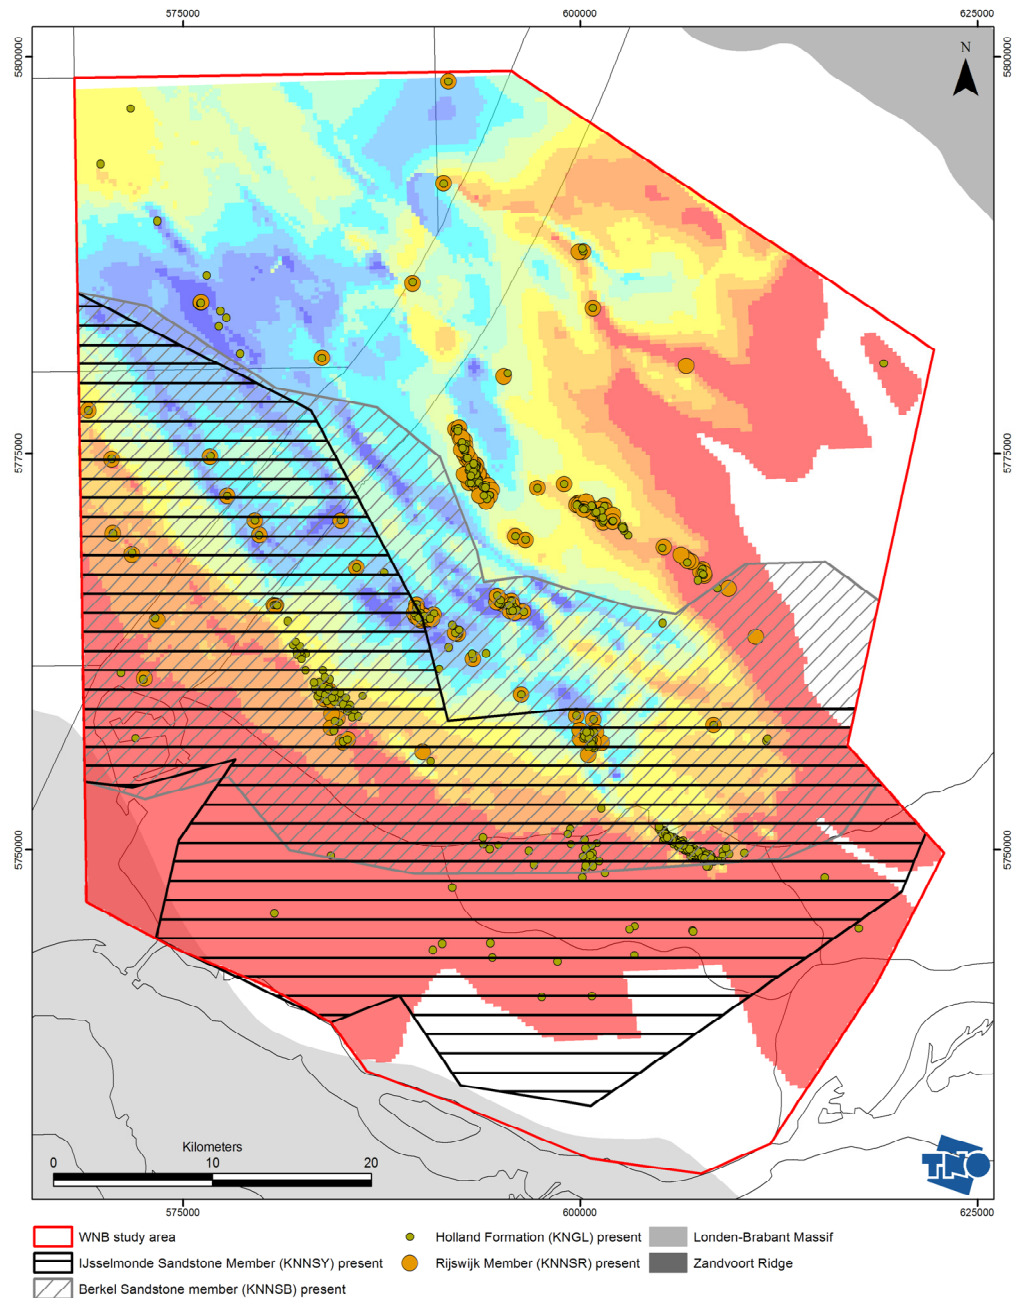 575000 600000 625000
5800000 5800000
N
5775000 5775000
5750000 5750000
Kilometers
0 10 20
TNO
575000 600000 625000
WNB study area
IJsselmonde Sandstone Member (KNNSY) present
Berkel Sandstone member (KNNSB) present
Holland Formation (KNGL) present
Rijswijk Member (KNNSR) present
Londen-Brabant Massif
Zandvoort Ridge